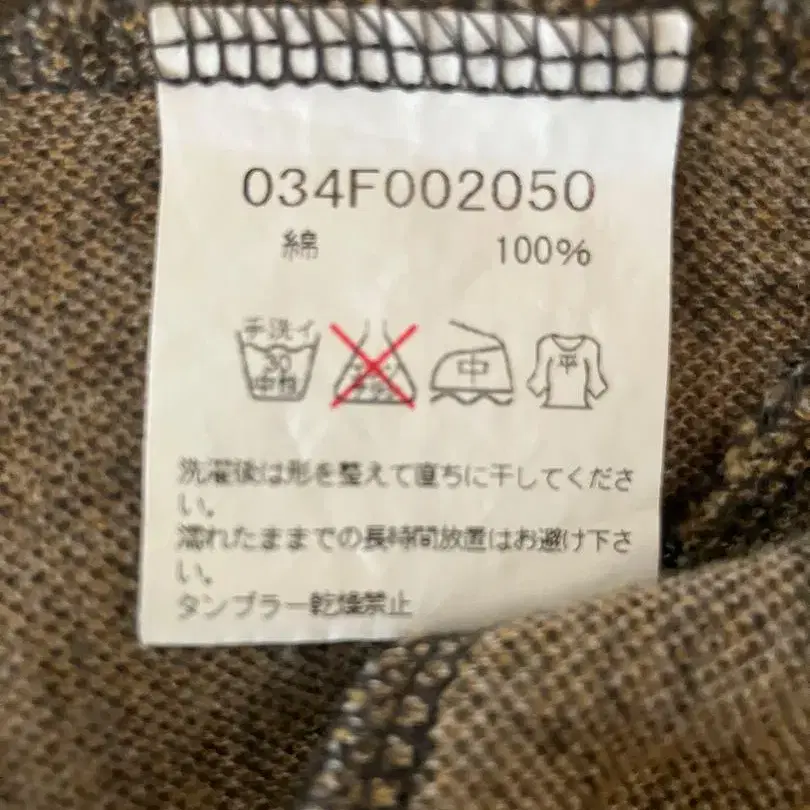 034F002050
綿 100%
手洗イ
30
中性
中
平
洗濯後は形を整えて直ちに干してくださ
い。
濡れたままでの長時間放置はお避け下さ
い。
タンブラー乾燥禁止